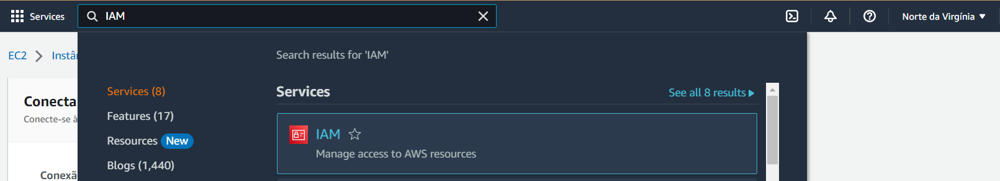 Services
IAM
Norte da Virgínia
EC2
Instân
Search results for 'IAM'
Services (8)
Services
See all 8 results
Conecta
Conecte-se à
Features (17)
Resources New
IAM
Manage access to AWS resources
Blogs (1,440)
Conexã